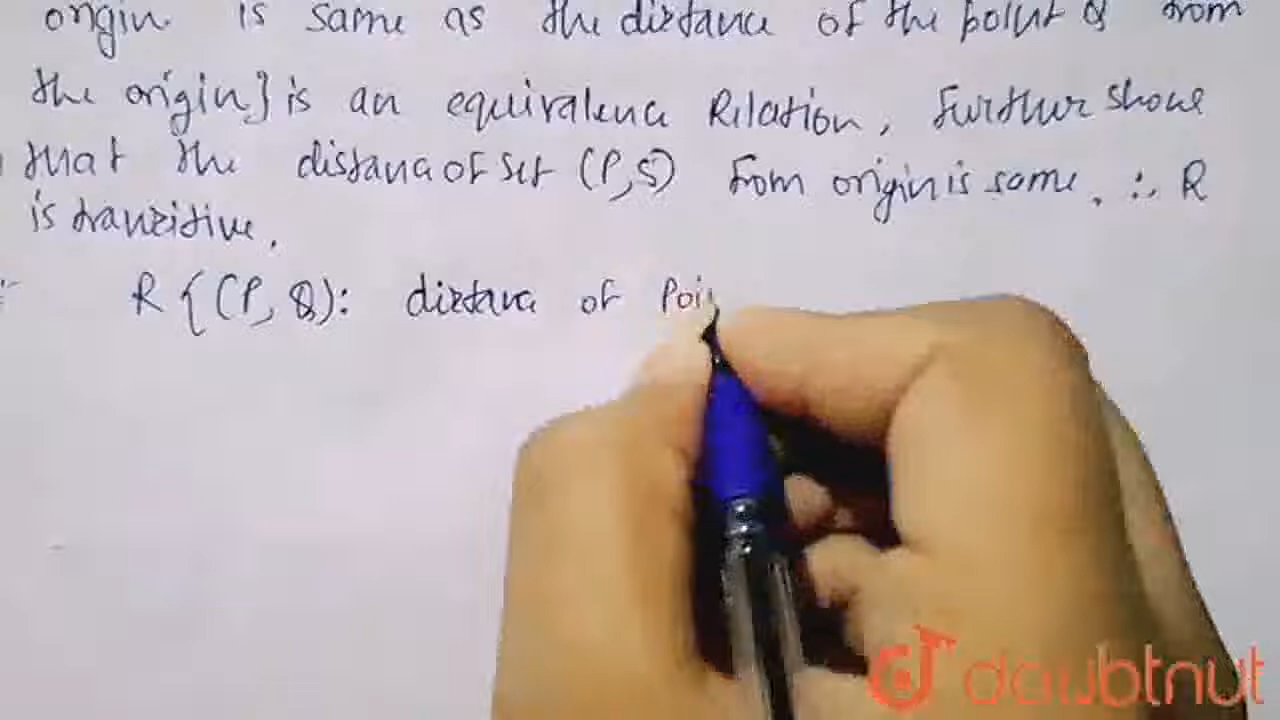 origin is same as the distance of the point Q from
the origin} is an equivalence Relation, Further show
that the distance of set (P,S) From origin is same. ∴ R
is transitive.
R {(P, Q): distance of Poi
doubtnut